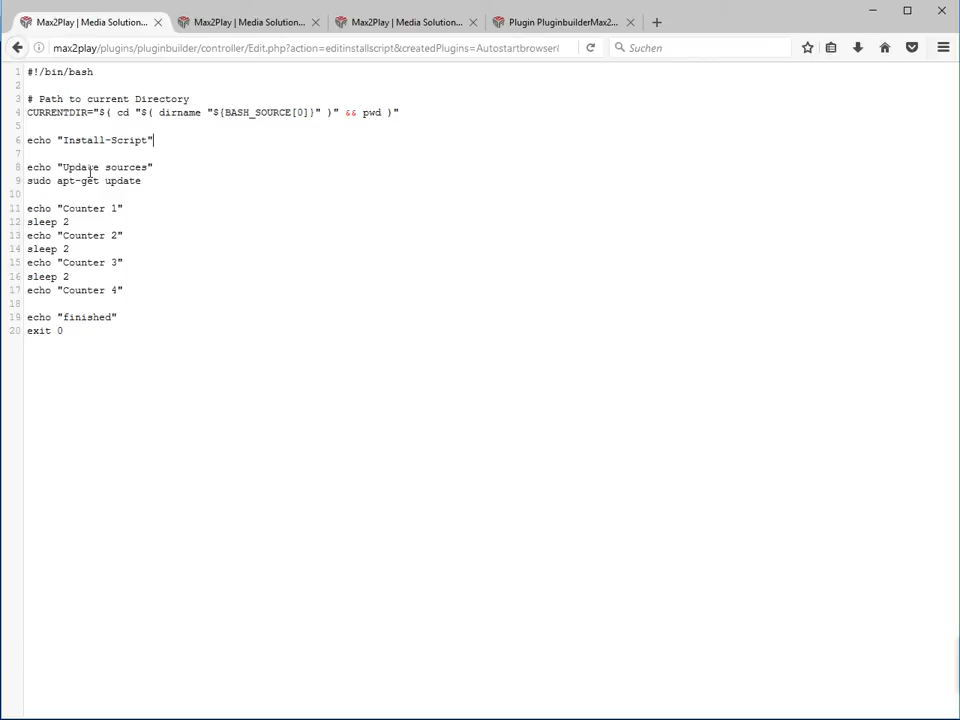 Max2Play | Media Solution... Max2Play | Media Solution... Max2Play | Media Solution... Plugin PluginbuilderMax2...
max2play/plugins/pluginbuilder/controller/Edit.php?action=editinstallscript&createdPlugins=Autostartbrowser Suchen
1 #!/bin/bash
2
3 # Path to current Directory
4 CURRENTDIR="$( cd "$( dirname "${BASH_SOURCE[0]}" )" && pwd )"
5
6 echo "Install-Script"
7
8 echo "Update sources"
9 sudo apt-get update
10
11 echo "Counter 1"
12 sleep 2
13 echo "Counter 2"
14 sleep 2
15 echo "Counter 3"
16 sleep 2
17 echo "Counter 4"
18
19 echo "finished"
20 exit 0